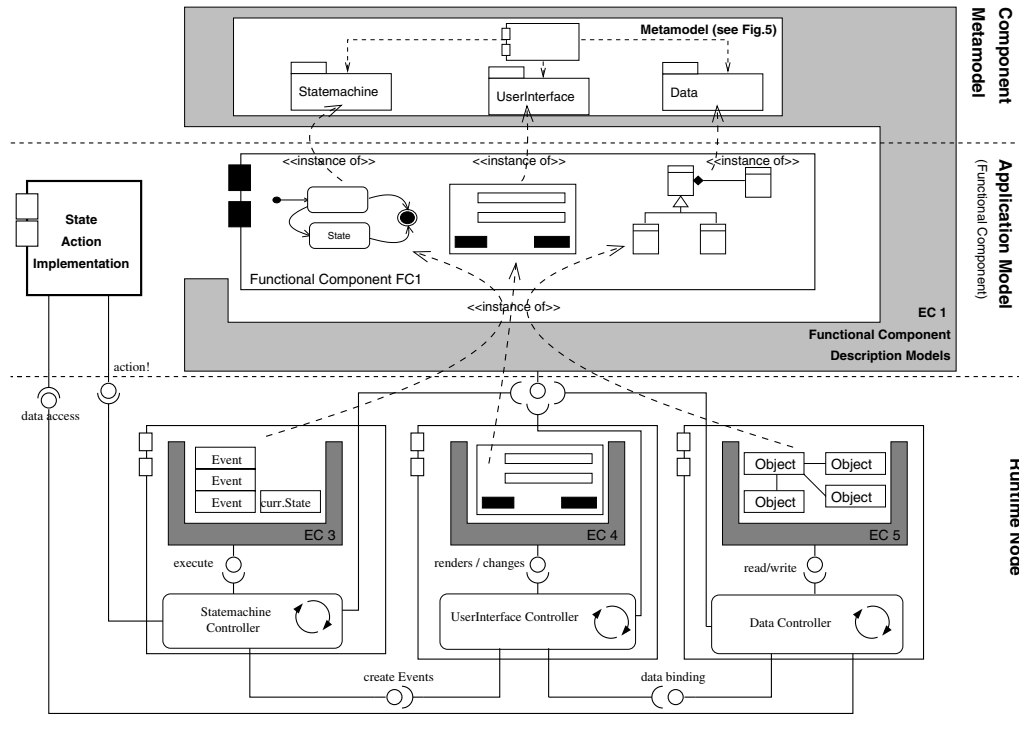 Metamodel (see Fig.5)
Component
Metamodel
Statemachine
UserInterface
Data
<<instance of>>
<<instance of>>
<<instance of>>
State
Action
Implementation
State
Functional Component FC1
Application Model
(Functional Component)
<<instance of>>
EC 1
Functional Component
Description Models
action!
data access
Event
Event
Event
curr.State
EC 3
EC 4
Object
Object
Object
Object
EC 5
Runtime Node
execute
renders / changes
read/write
Statemachine
Controller
UserInterface Controller
Data Controller
create Events
data binding